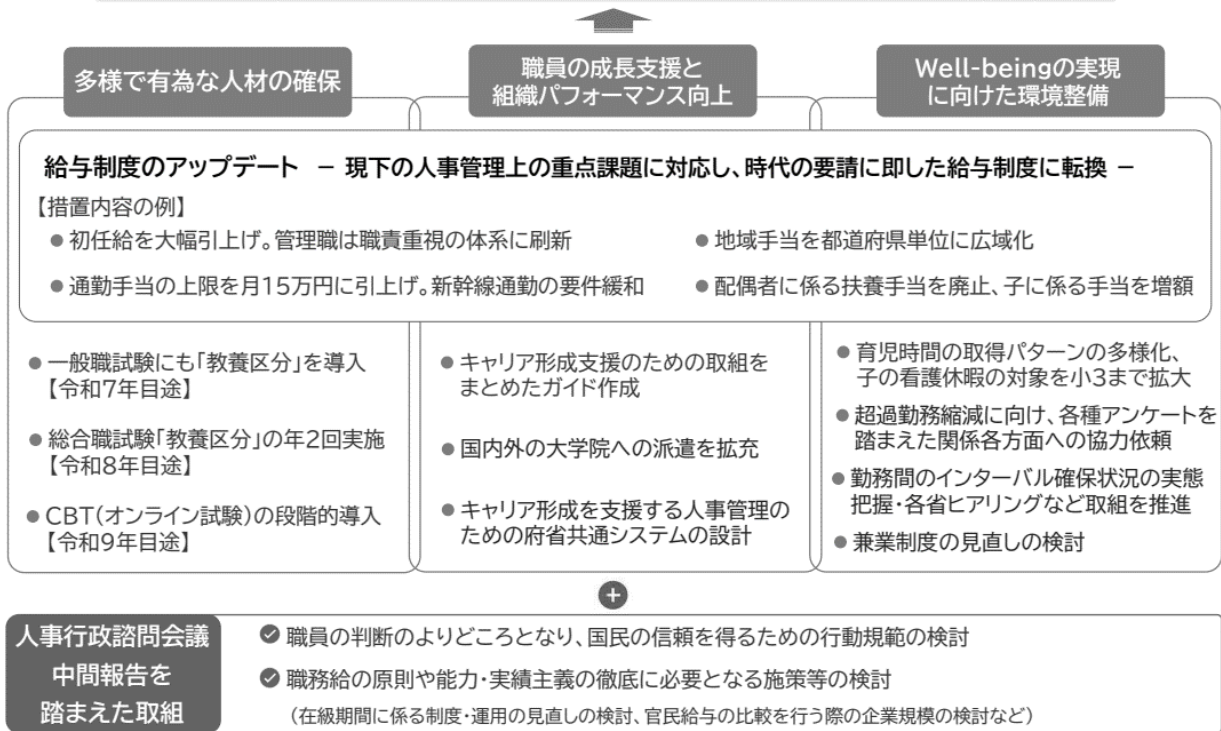 多様で有為な人材の確保
職員の成長支援と
組織パフォーマンス向上
Well-beingの実現
に向けた環境整備
給与制度のアップデート － 現下の人事管理上の重点課題に対応し、時代の要請に即した給与制度に転換 －
【措置内容の例】
● 初任給を大幅引上げ。管理職は職責重視の体系に刷新
● 地域手当を都道府県単位に広域化
● 通勤手当の上限を月15万円に引上げ。新幹線通勤の要件緩和
● 配偶者に係る扶養手当を廃止、子に係る手当を増額
● 一般職試験にも「教養区分」を導入
【令和7年目途】
● 総合職試験「教養区分」の年2回実施
【令和8年目途】
● CBT(オンライン試験)の段階的導入
【令和9年目途】
● キャリア形成支援のための取組を
まとめたガイド作成
● 国内外の大学院への派遣を拡充
● キャリア形成を支援する人事管理の
ための府省共通システムの設計
● 育児時間の取得パターンの多様化、
子の看護休暇の対象を小3まで拡大
● 超過勤務縮減に向け、各種アンケートを
踏まえた関係各方面への協力依頼
● 勤務間のインターバル確保状況の実態
把握・各省ヒアリングなど取組を推進
● 兼業制度の見直しの検討
+
人事行政諮問会議
中間報告を
踏まえた取組
職員の判断のよりどころとなり、国民の信頼を得るための行動規範の検討
職務給の原則や能力・実績主義の徹底に必要となる施策等の検討
（在級期間に係る制度・運用の見直しの検討、官民給与の比較を行う際の企業規模の検討など）